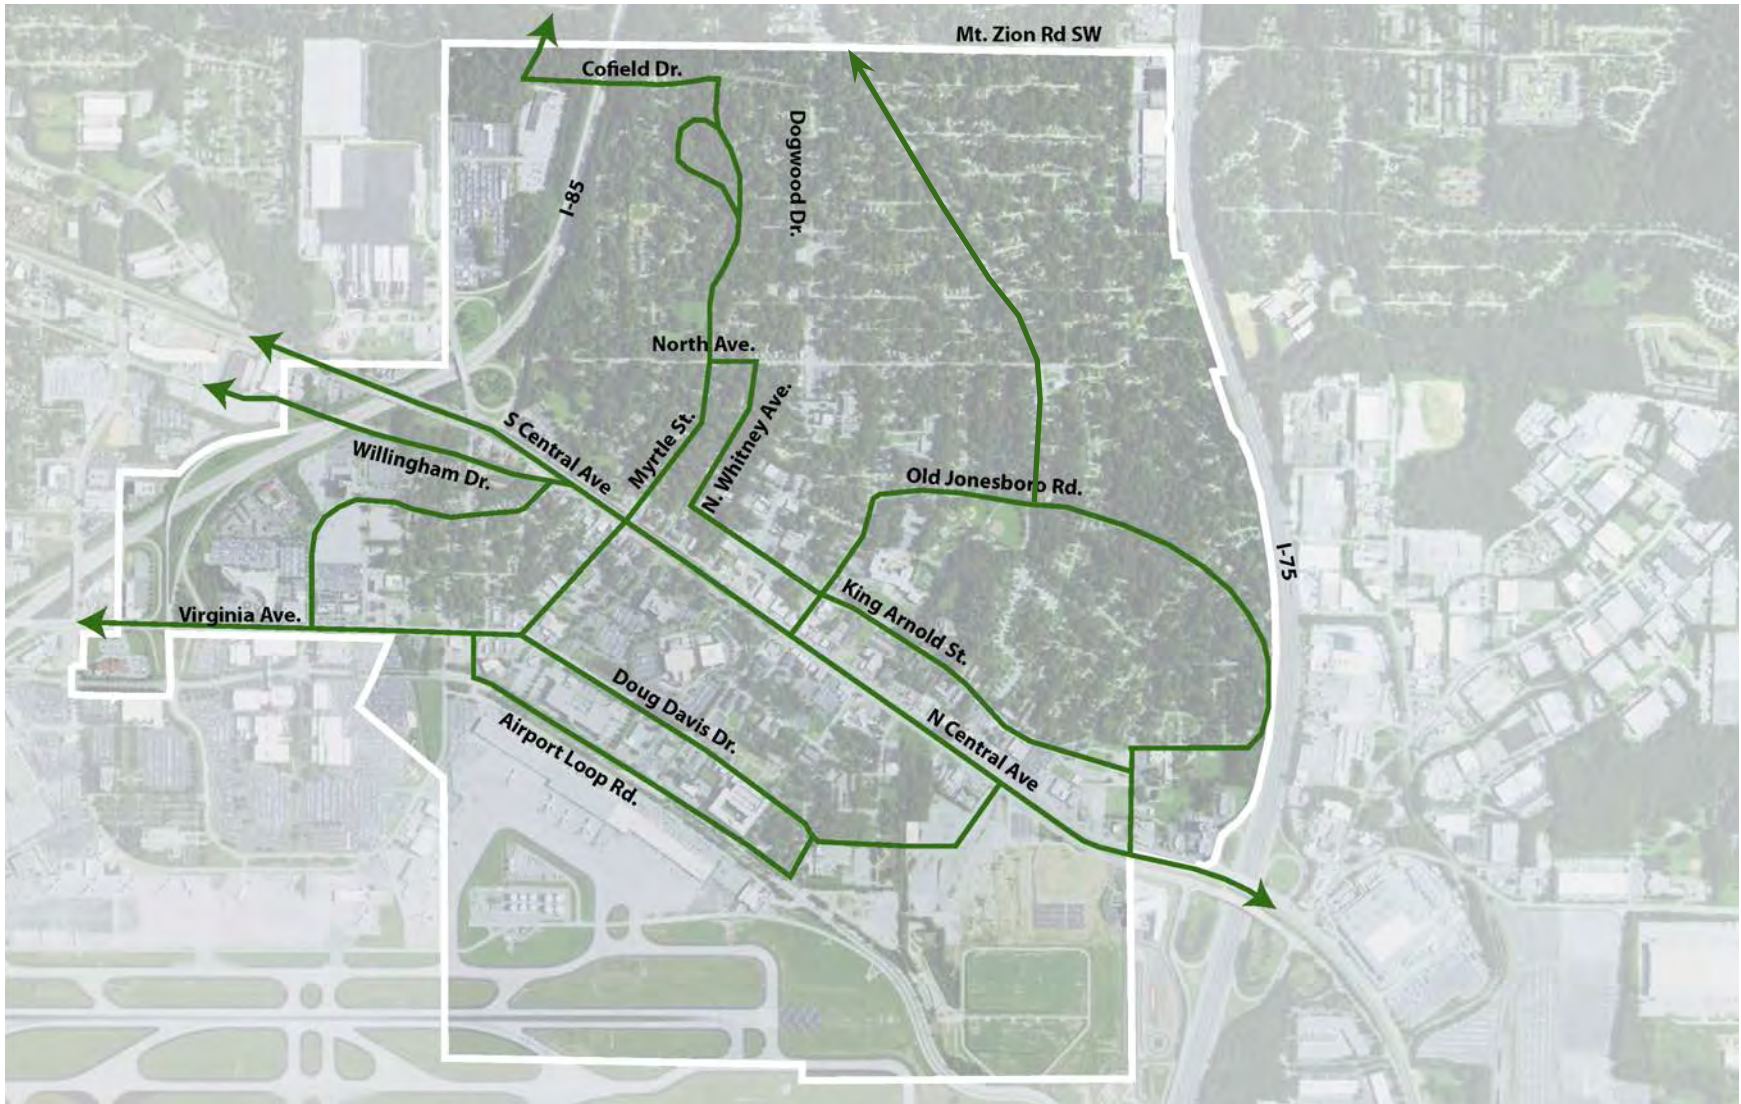 Mt. Zion Rd SW
Cofield Dr.
Dogwood Dr.
I-85
North Ave.
S Central Ave
Myrtle St.
N. Whitney Ave.
Willingham Dr.
Old Jonesboro Rd.
I-75
King Arnold St.
Virginia Ave.
Doug Davis Dr.
N Central Ave
Airport Loop Rd.